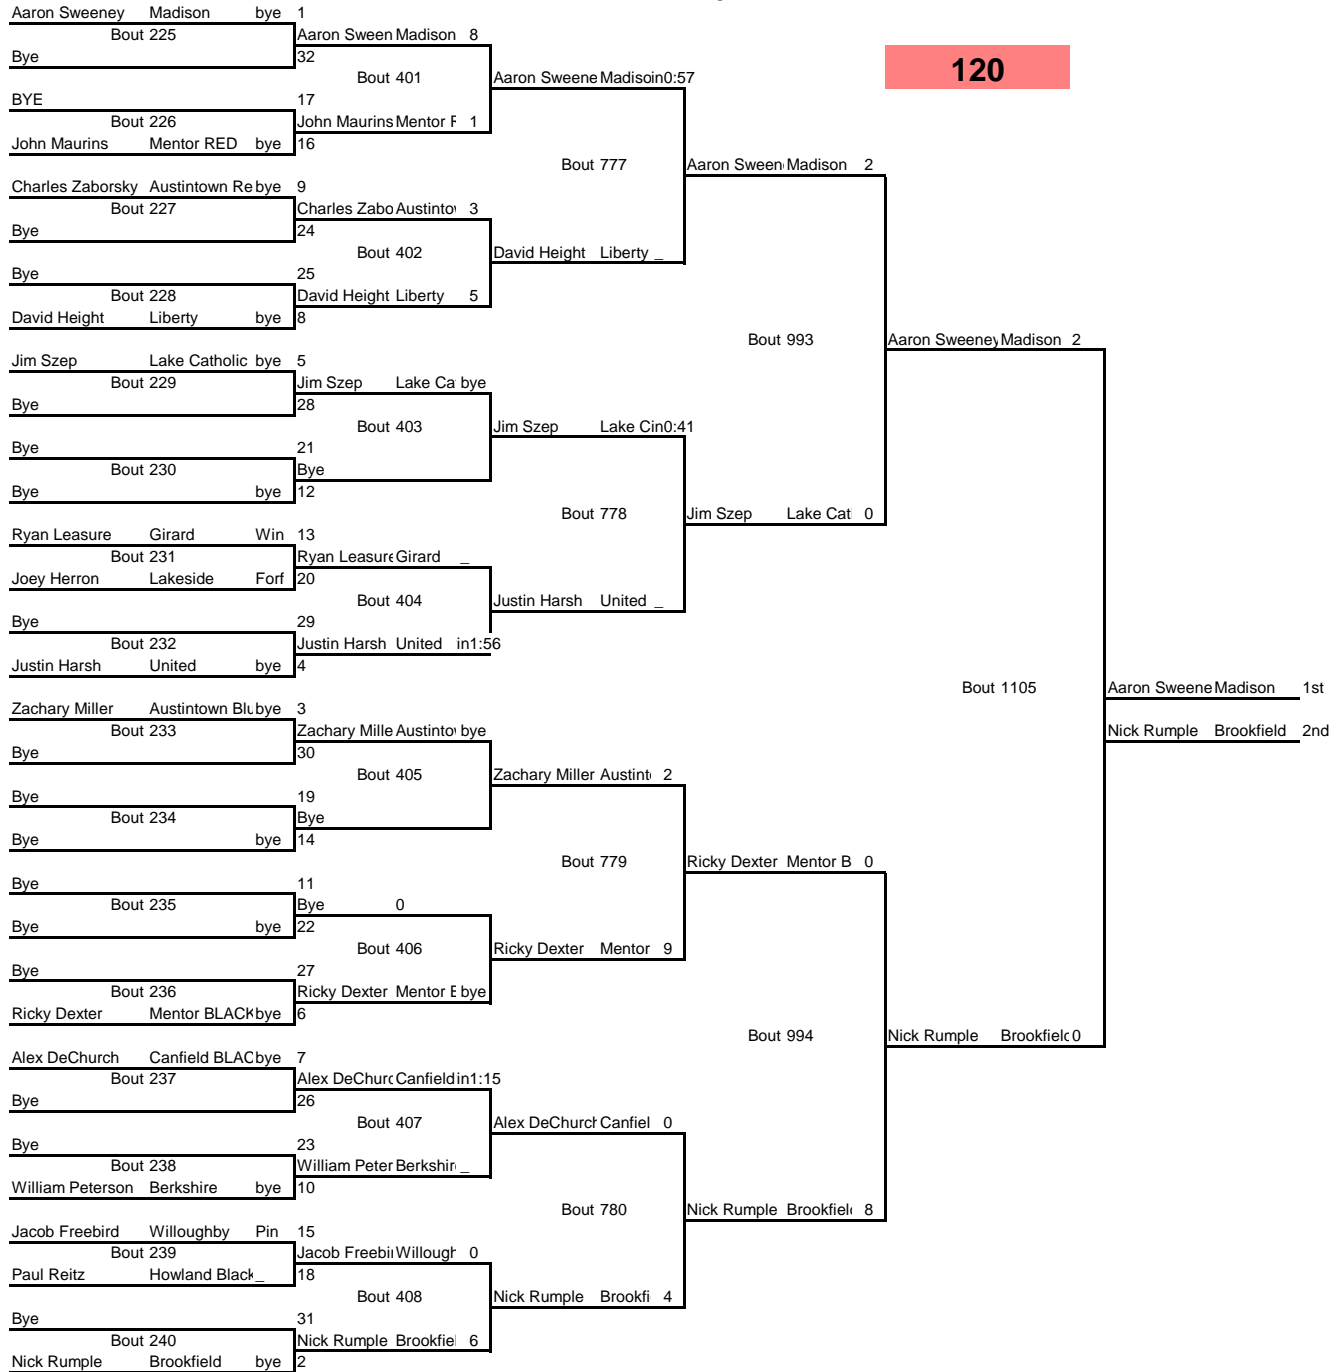 Aaron Sweeney Madison bye 1
Bout 225 Aaron Sween Madison 8
Bye 32
Bout 401 Aaron Sweene Madisoin0:57 120
BYE 17
Bout 226 John Maurins Mentor F 1
John Maurins Mentor RED bye 16
Bout 777 Aaron Sween Madison 2
Charles Zaborsky Austintown Re bye 9
Bout 227 Charles Zabo Austinto 3
Bye 24
Bout 402 David Height Liberty _
Bye 25
Bout 228 David Height Liberty 5
David Height Liberty bye 8
Bout 993 Aaron Sweeney Madison 2
Jim Szep Lake Catholic bye 5
Bout 229 Jim Szep Lake Ca bye
Bye 28
Bout 403 Jim Szep Lake Cin0:41
Bye 21
Bout 230 Bye
Bye bye 12
Bout 778 Jim Szep Lake Cat 0
Ryan Leasure Girard Win 13
Bout 231 Ryan Leasure Girard _
Joey Herron Lakeside Forf 20
Bout 404 Justin Harsh United _
Bye 29
Bout 232 Justin Harsh United in1:56
Justin Harsh United bye 4
Bout 1105 Aaron Sweene Madison 1st
Zachary Miller Austintown Blu bye 3
Bout 233 Zachary Mille Austinto bye Nick Rumple Brookfield 2nd
Bye 30
Bout 405 Zachary Miller Austint 2
Bye 19
Bout 234 Bye
Bye bye 14
Bout 779 Ricky Dexter Mentor B 0
Bye 11
Bout 235 Bye 0
Bye bye 22
Bout 406 Ricky Dexter Mentor 9
Bye 27
Bout 236 Ricky Dexter Mentor E bye
Ricky Dexter Mentor BLACK bye 6
Bout 994 Nick Rumple Brookfield 0
Alex DeChurch Canfield BLAC bye 7
Bout 237 Alex DeChurc Canfield in1:15
Bye 26
Bout 407 Alex DeChurch Canfiel 0
Bye 23
Bout 238 William Peter Berkshire _
William Peterson Berkshire bye 10
Bout 780 Nick Rumple Brookfiel 8
Jacob Freebird Willoughby Pin 15
Bout 239 Jacob Freebi Willough 0
Paul Reitz Howland Black _ 18
Bout 408 Nick Rumple Brookfi 4
Bye 31
Bout 240 Nick Rumple Brookfiel 6
Nick Rumple Brookfield bye 2